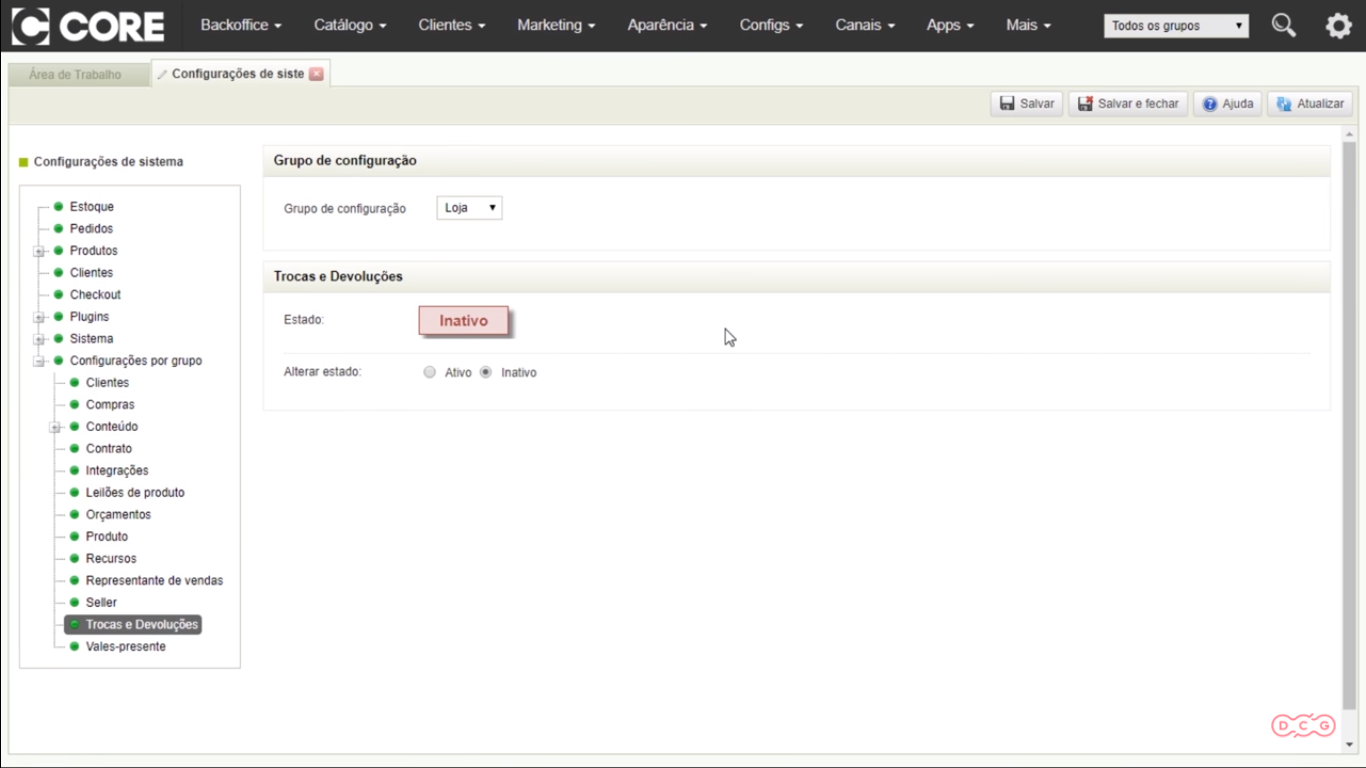 CORE Backoffice Catálogo Clientes Marketing Aparência Configs Canais Apps Mais Todos os grupos
Área de Trabalho Configurações de siste
Salvar Salvar e fechar Ajuda Atualizar
Configurações de sistema
Estoque
Pedidos
Produtos
Clientes
Checkout
Plugins
Sistema
Configurações por grupo
Clientes
Compras
Conteúdo
Contrato
Integrações
Leilões de produto
Orçamentos
Produto
Recursos
Representante de vendas
Seller
Trocas e Devoluções
Vales-presente
Grupo de configuração
Grupo de configuração Loja
Trocas e Devoluções
Estado: Inativo
Alterar estado: Ativo Inativo
DCG